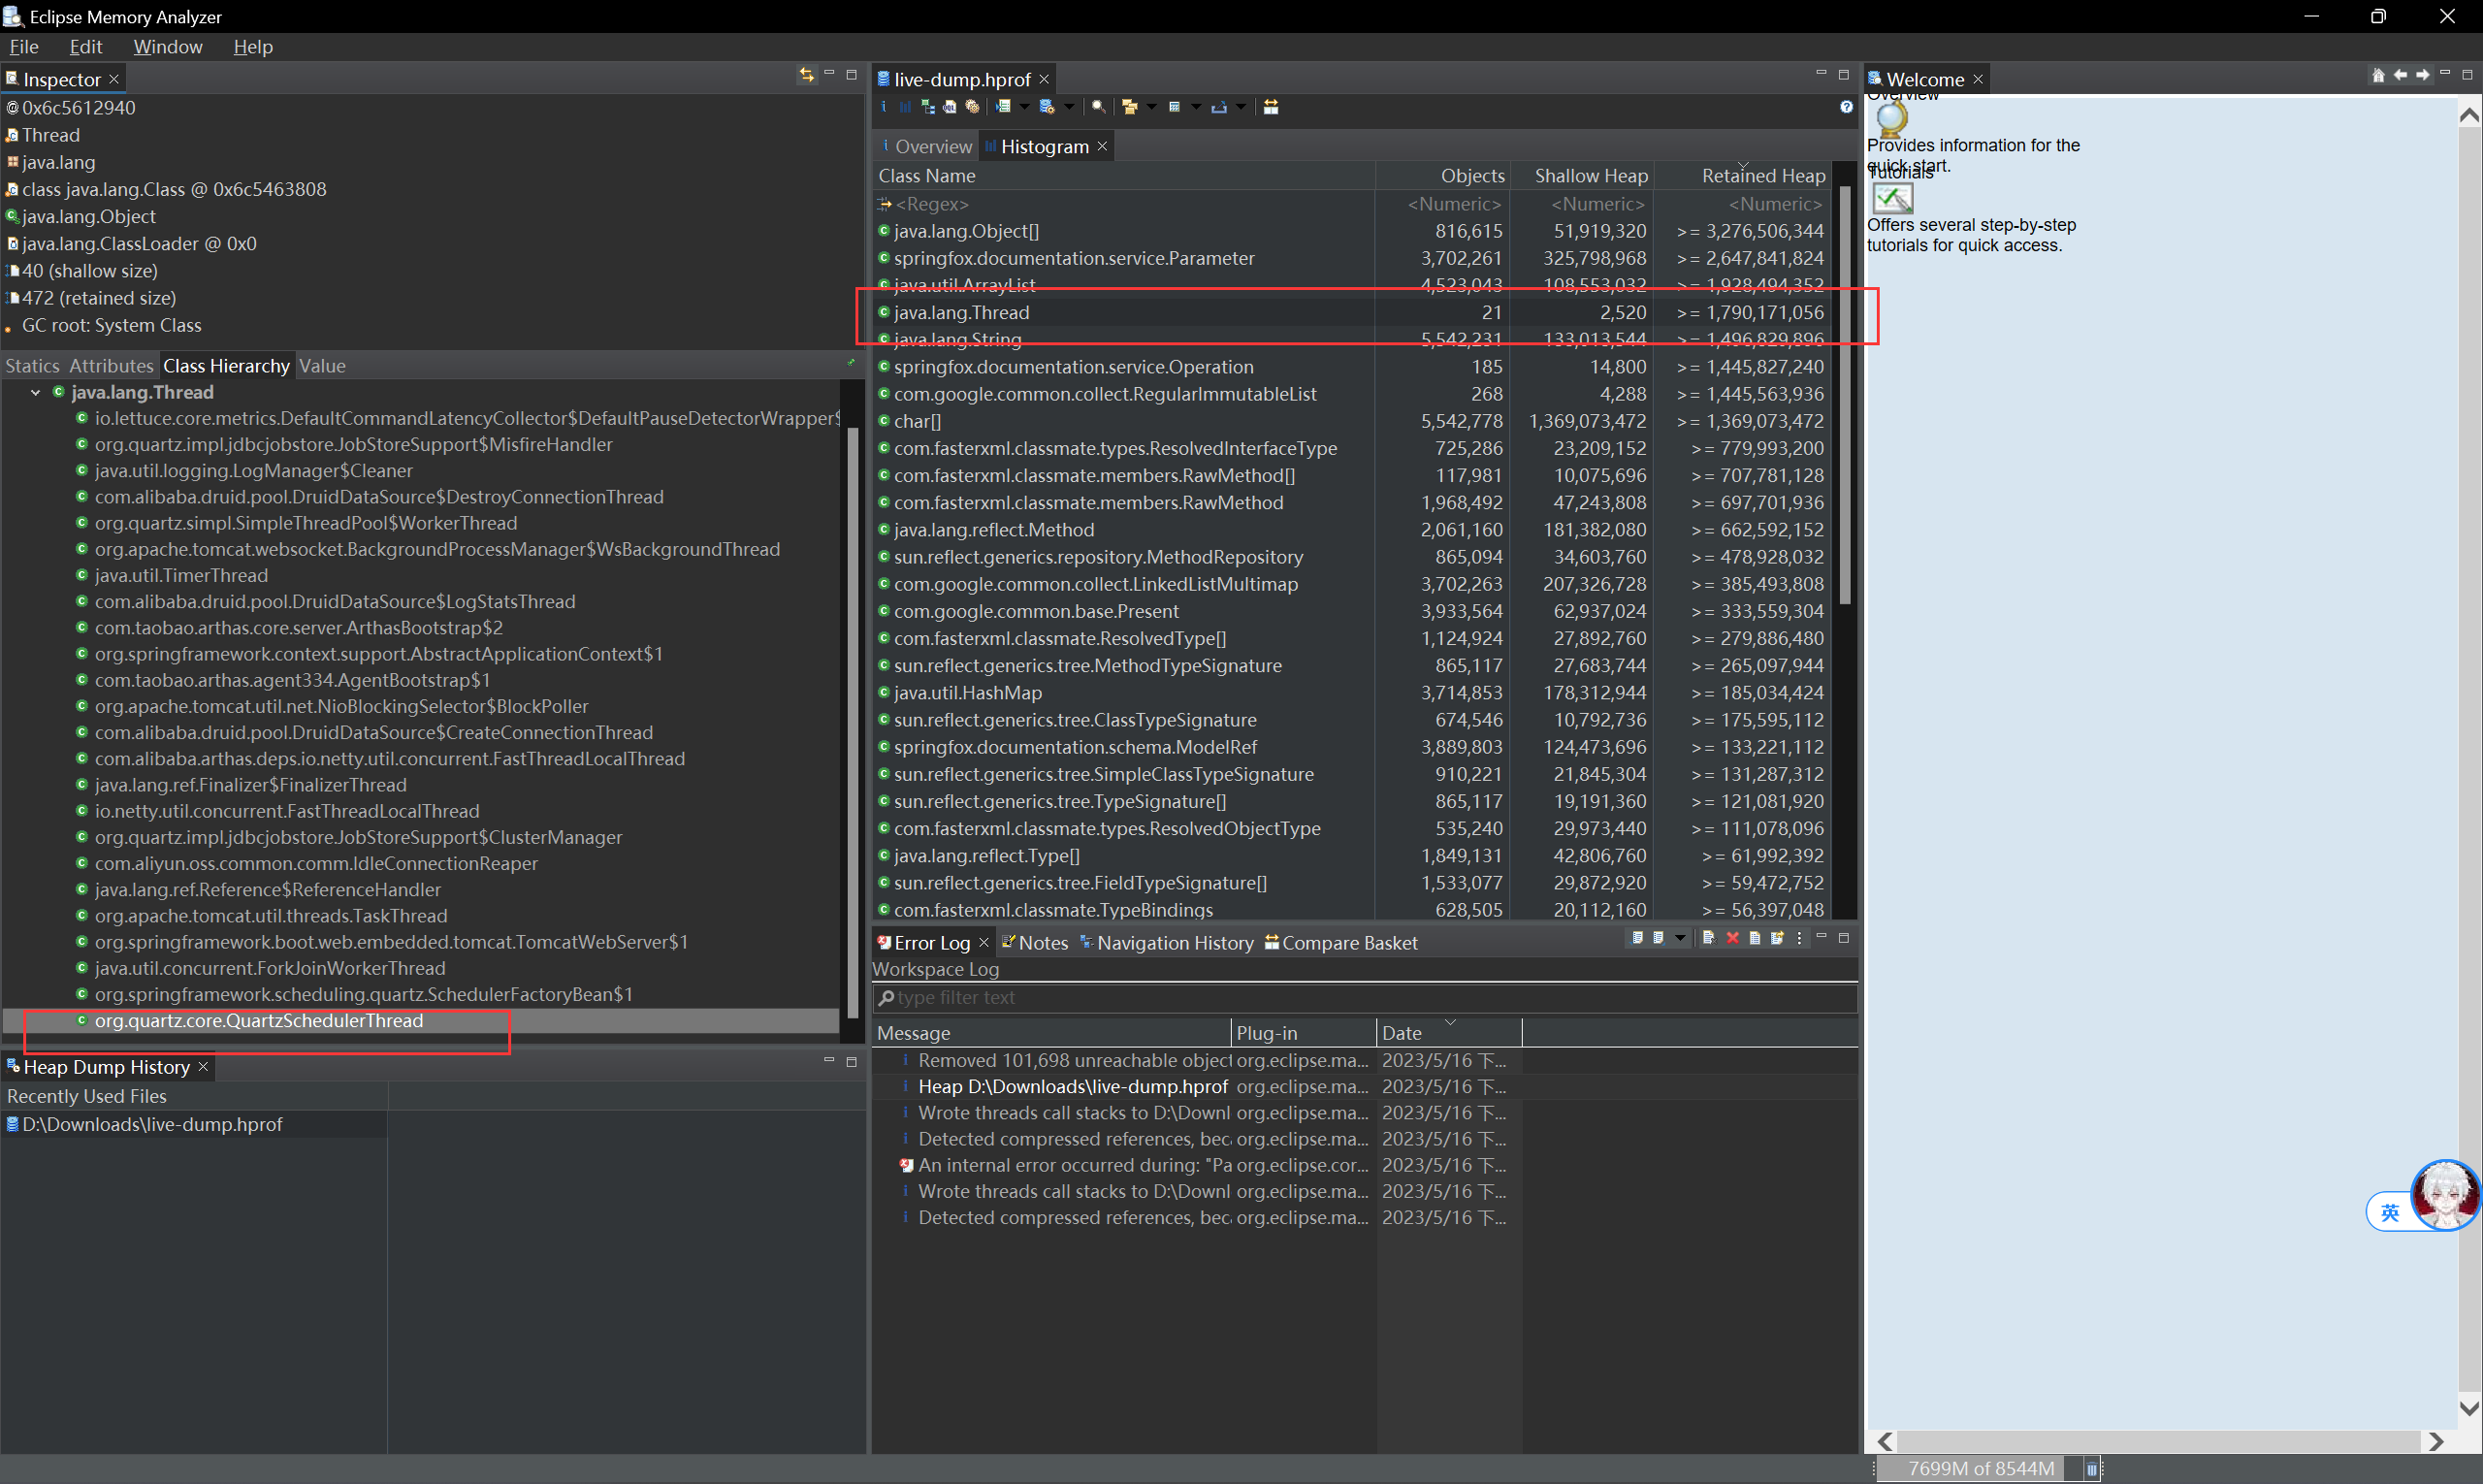 Eclipse Memory Analyzer
File Edit Window Help
Inspector
@ 0x6c5612940
Thread
java.lang
class java.lang.Class @ 0x6c5463808
java.lang.Object
java.lang.ClassLoader @ 0x0
40 (shallow size)
472 (retained size)
GC root: System Class
Statics Attributes Class Hierarchy Value
java.lang.Thread
io.lettuce.core.metrics.DefaultCommandLatencyCollector$DefaultPauseDetectorWrapper$
org.quartz.impl.jdbcjobstore.JobStoreSupport$MisfireHandler
java.util.logging.LogManager$Cleaner
com.alibaba.druid.pool.DruidDataSource$DestroyConnectionThread
org.quartz.simpl.SimpleThreadPool$WorkerThread
org.apache.tomcat.websocket.BackgroundProcessManager$WsBackgroundThread
java.util.TimerThread
com.alibaba.druid.pool.DruidDataSource$LogStatsThread
com.taobao.arthas.core.server.ArthasBootstrap$2
org.springframework.context.support.AbstractApplicationContext$1
com.taobao.arthas.agent334.AgentBootstrap$1
org.apache.tomcat.util.net.NioBlockingSelector$BlockPoller
com.alibaba.druid.pool.DruidDataSource$CreateConnectionThread
com.alibaba.arthas.deps.io.netty.util.concurrent.FastThreadLocalThread
java.lang.ref.Finalizer$FinalizerThread
io.netty.util.concurrent.FastThreadLocalThread
org.quartz.impl.jdbcjobstore.JobStoreSupport$ClusterManager
com.aliyun.oss.common.comm.IdleConnectionReaper
java.lang.ref.Reference$ReferenceHandler
org.apache.tomcat.util.threads.TaskThread
org.springframework.boot.web.embedded.tomcat.TomcatWebServer$1
java.util.concurrent.ForkJoinWorkerThread
org.springframework.scheduling.quartz.SchedulerFactoryBean$1
org.quartz.core.QuartzSchedulerThread
Heap Dump History
Recently Used Files
D:\Downloads\live-dump.hprof
live-dump.hprof
Overview Histogram
Class Name Objects Shallow Heap Retained Heap
<Regex> <Numeric> <Numeric> <Numeric>
java.lang.Object[] 816,615 51,919,320 >= 3,276,506,344
springfox.documentation.service.Parameter 3,702,261 325,798,968 >= 2,647,841,824
java.util.ArrayList 4,523,043 108,553,032 >= 1,928,494,352
java.lang.Thread 21 2,520 >= 1,790,171,056
java.lang.String 5,542,231 133,013,544 >= 1,496,829,896
springfox.documentation.service.Operation 185 14,800 >= 1,445,827,240
com.google.common.collect.RegularImmutableList 268 4,288 >= 1,445,563,936
char[] 5,542,778 1,369,073,472 >= 1,369,073,472
com.fasterxml.classmate.types.ResolvedInterfaceType 725,286 23,209,152 >= 779,993,200
com.fasterxml.classmate.members.RawMethod[] 117,981 10,075,696 >= 707,781,128
com.fasterxml.classmate.members.RawMethod 1,968,492 47,243,808 >= 697,701,936
java.lang.reflect.Method 2,061,160 181,382,080 >= 662,592,152
sun.reflect.generics.repository.MethodRepository 865,094 34,603,760 >= 478,928,032
com.google.common.collect.LinkedListMultimap 3,702,263 207,326,728 >= 385,493,808
com.google.common.base.Present 3,933,564 62,937,024 >= 333,559,304
com.fasterxml.classmate.ResolvedType[] 1,124,924 27,892,760 >= 279,886,480
sun.reflect.generics.tree.MethodTypeSignature 865,117 27,683,744 >= 265,097,944
java.util.HashMap 3,714,853 178,312,944 >= 185,034,424
sun.reflect.generics.tree.ClassTypeSignature 674,546 10,792,736 >= 175,595,112
springfox.documentation.schema.ModelRef 3,889,803 124,473,696 >= 133,221,112
sun.reflect.generics.tree.SimpleClassTypeSignature 910,221 21,845,304 >= 131,287,312
sun.reflect.generics.tree.TypeSignature[] 865,117 19,191,360 >= 121,081,920
com.fasterxml.classmate.types.ResolvedObjectType 535,240 29,973,440 >= 111,078,096
java.lang.reflect.Type[] 1,849,131 42,806,760 >= 61,992,392
sun.reflect.generics.tree.FieldTypeSignature[] 1,533,077 29,872,920 >= 59,472,752
com.fasterxml.classmate.TypeBindings 628,505 20,112,160 >= 56,397,048
Error Log Notes Navigation History Compare Basket
Workspace Log
type filter text
Message Plug-in Date
Removed 101,698 unreachable object org.eclipse.ma... 2023/5/16 下...
Heap D:\Downloads\live-dump.hprof org.eclipse.ma... 2023/5/16 下...
Wrote threads call stacks to D:\Downl org.eclipse.ma... 2023/5/16 下...
Detected compressed references, bec org.eclipse.ma... 2023/5/16 下...
An internal error occurred during: "Pa org.eclipse.cor... 2023/5/16 下...
Wrote threads call stacks to D:\Downl org.eclipse.ma... 2023/5/16 下...
Detected compressed references, bec org.eclipse.ma... 2023/5/16 下...
Welcome
Overview
Provides information for the
quick start.
Tutorials
Offers several step-by-step
tutorials for quick access.
英
7699M of 8544M